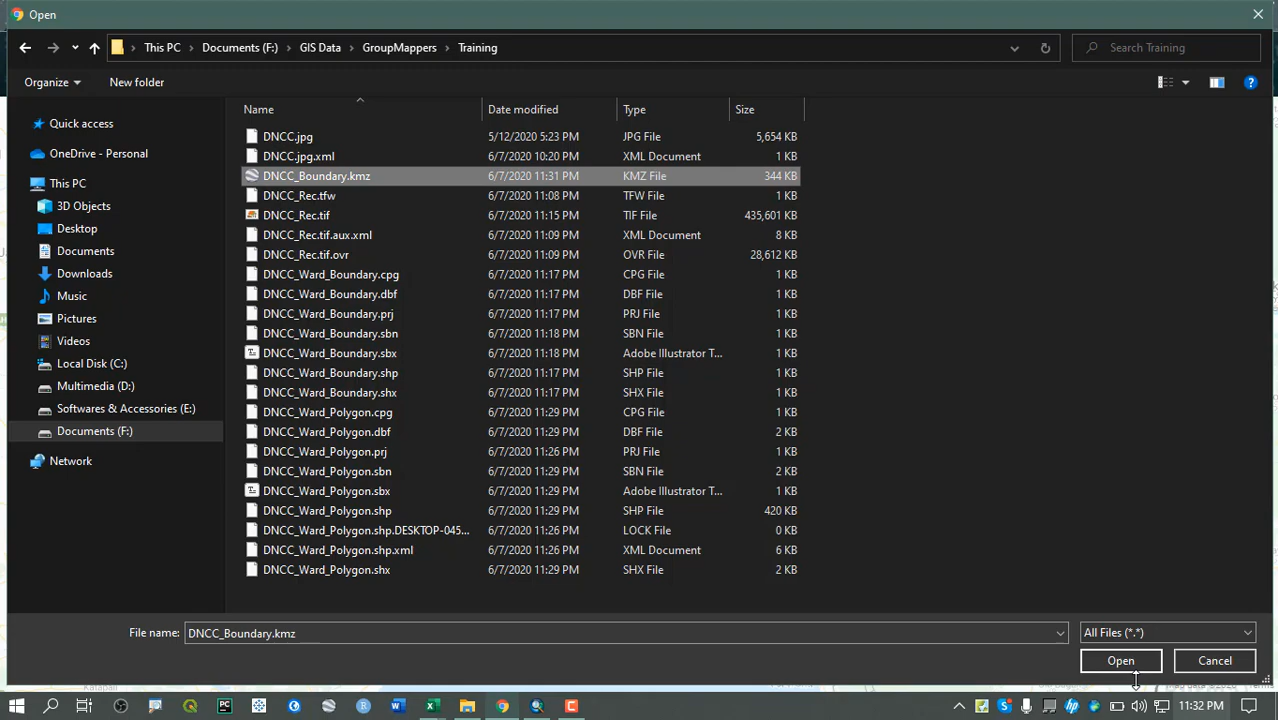 Open
This PC > Documents (F:) > GIS Data > GroupMappers > Training
Search Training
Organize
New folder
Name Date modified Type Size
Quick access
OneDrive - Personal
This PC
3D Objects
Desktop
Documents
Downloads
Music
Pictures
Videos
Local Disk (C:)
Multimedia (D:)
Softwares & Accessories (E:)
Documents (F:)
Network
DNCC.jpg 5/12/2020 5:23 PM JPG File 5,654 KB
DNCC.jpg.xml 6/7/2020 10:20 PM XML Document 1 KB
DNCC_Boundary.kmz 6/7/2020 11:31 PM KMZ File 344 KB
DNCC_Rec.tfw 6/7/2020 11:08 PM TFW File 1 KB
DNCC_Rec.tif 6/7/2020 11:15 PM TIF File 435,601 KB
DNCC_Rec.tif.aux.xml 6/7/2020 11:09 PM XML Document 8 KB
DNCC_Rec.tif.ovr 6/7/2020 11:09 PM OVR File 28,612 KB
DNCC_Ward_Boundary.cpg 6/7/2020 11:17 PM CPG File 1 KB
DNCC_Ward_Boundary.dbf 6/7/2020 11:17 PM DBF File 1 KB
DNCC_Ward_Boundary.prj 6/7/2020 11:17 PM PRJ File 1 KB
DNCC_Ward_Boundary.sbn 6/7/2020 11:18 PM SBN File 1 KB
DNCC_Ward_Boundary.sbx 6/7/2020 11:18 PM Adobe Illustrator T... 1 KB
DNCC_Ward_Boundary.shp 6/7/2020 11:17 PM SHP File 1 KB
DNCC_Ward_Boundary.shx 6/7/2020 11:17 PM SHX File 1 KB
DNCC_Ward_Polygon.cpg 6/7/2020 11:29 PM CPG File 1 KB
DNCC_Ward_Polygon.dbf 6/7/2020 11:29 PM DBF File 2 KB
DNCC_Ward_Polygon.prj 6/7/2020 11:26 PM PRJ File 1 KB
DNCC_Ward_Polygon.sbn 6/7/2020 11:29 PM SBN File 2 KB
DNCC_Ward_Polygon.sbx 6/7/2020 11:29 PM Adobe Illustrator T... 1 KB
DNCC_Ward_Polygon.shp 6/7/2020 11:29 PM SHP File 420 KB
DNCC_Ward_Polygon.shp.DESKTOP-045... 6/7/2020 11:26 PM LOCK File 0 KB
DNCC_Ward_Polygon.shp.xml 6/7/2020 11:26 PM XML Document 6 KB
DNCC_Ward_Polygon.shx 6/7/2020 11:29 PM SHX File 2 KB
File name: DNCC_Boundary.kmz All Files (*.*)
Open Cancel
11:32 PM